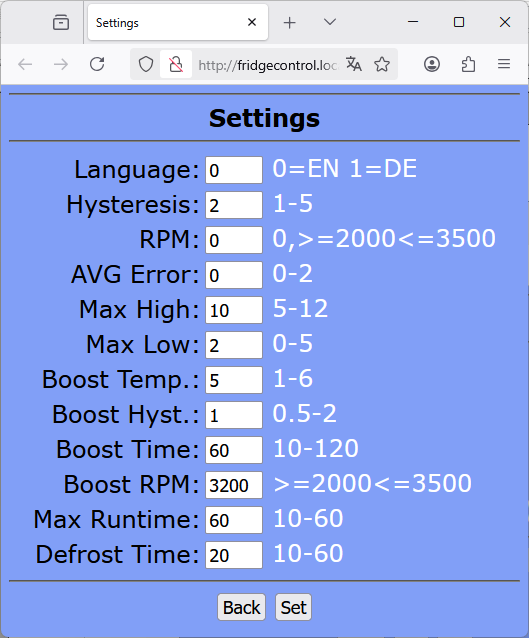 Settings
http://fridgecontrol.loc
Settings
Language: 0 0=EN 1=DE
Hysteresis: 2 1-5
RPM: 0 0,>=2000<=3500
AVG Error: 0 0-2
Max High: 10 5-12
Max Low: 2 0-5
Boost Temp.: 5 1-6
Boost Hyst.: 1 0.5-2
Boost Time: 60 10-120
Boost RPM: 3200 >=2000<=3500
Max Runtime: 60 10-60
Defrost Time: 20 10-60
Back Set